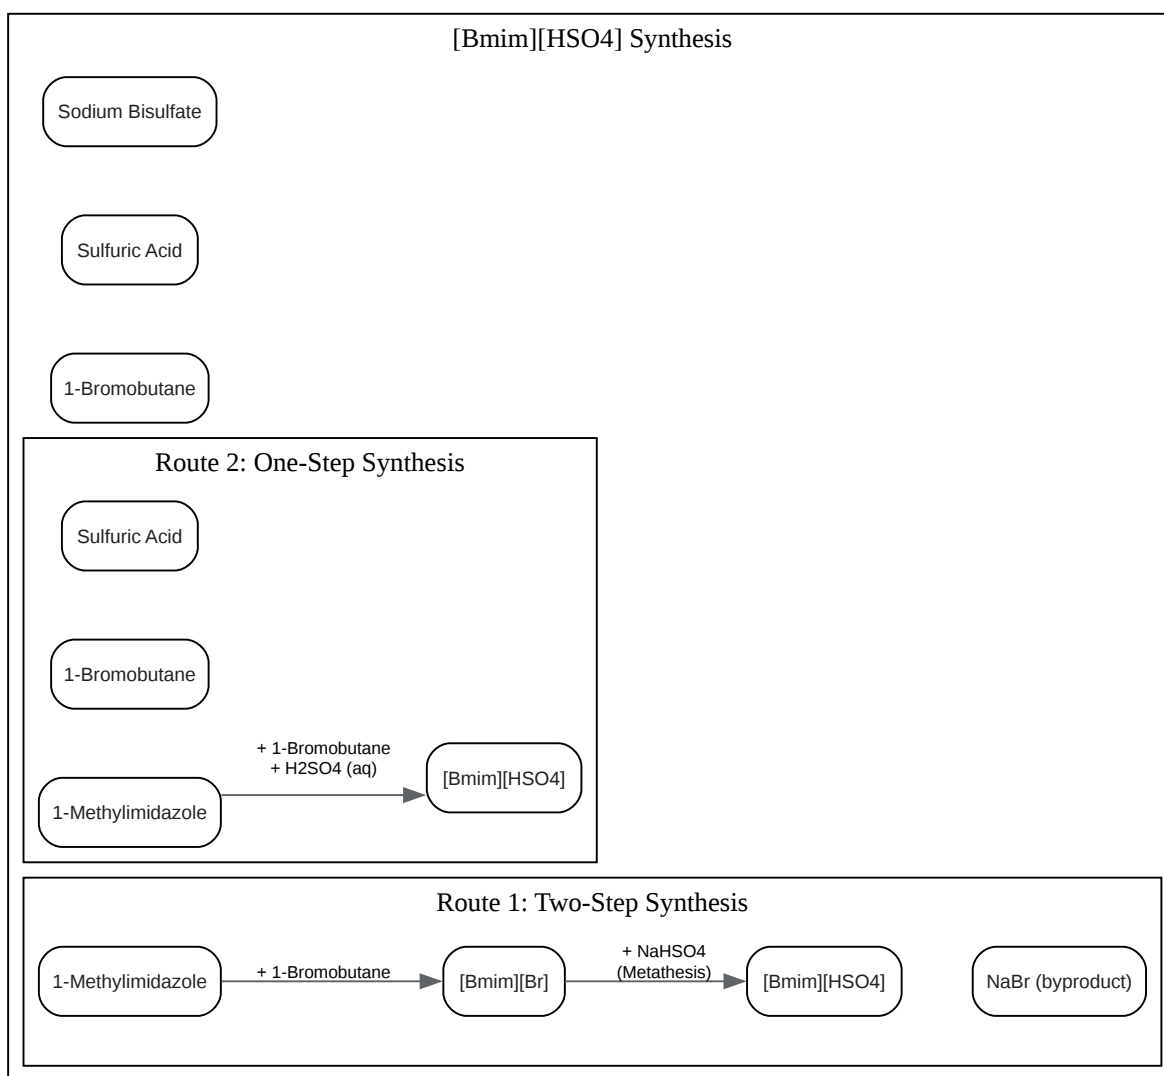 [Bmim][HSO4] Synthesis
Sodium Bisulfate
Sulfuric Acid
1-Bromobutane
Route 2: One-Step Synthesis
Sulfuric Acid
1-Bromobutane
+ 1-Bromobutane
+ H2SO4 (aq)
[Bmim][HSO4]
1-Methylimidazole
Route 1: Two-Step Synthesis
1-Methylimidazole
+ 1-Bromobutane
[Bmim][Br]
+ NaHSO4
(Metathesis)
[Bmim][HSO4]
NaBr (byproduct)